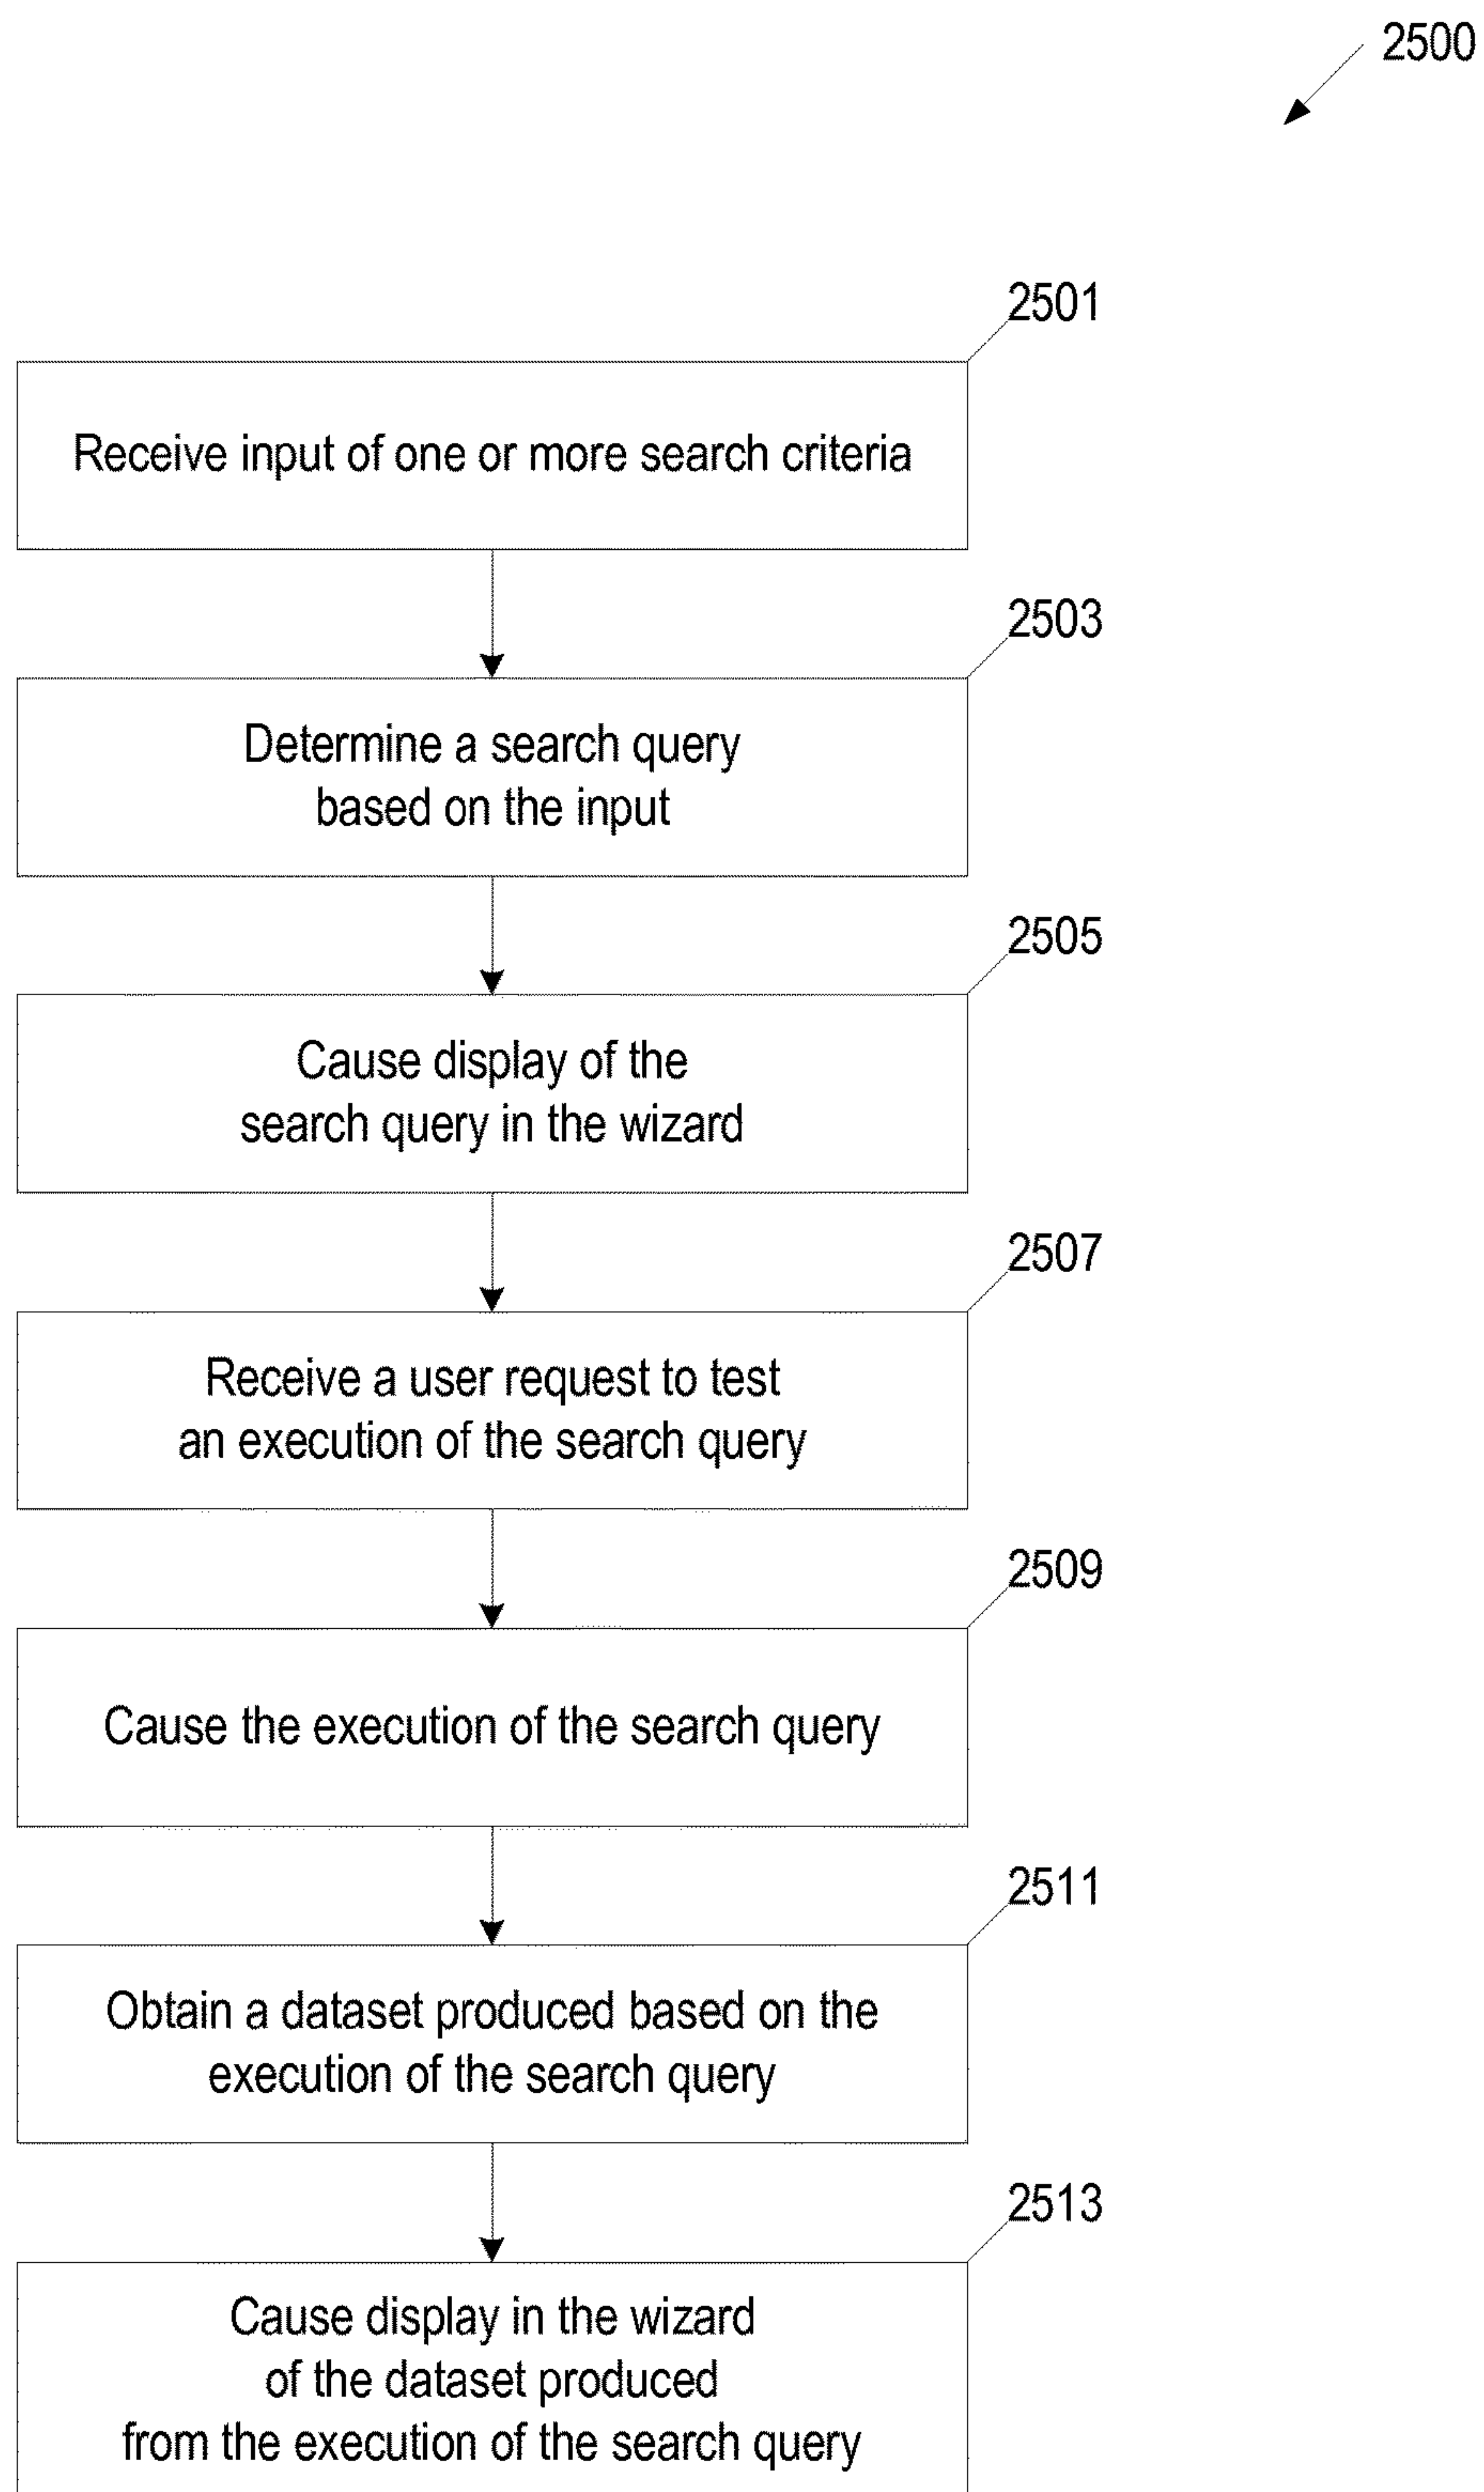 2500
2501
Receive input of one or more search criteria
2503
Determine a search query
based on the input
2505
Cause display of the
search query in the wizard
2507
Receive a user request to test
an execution of the search query
2509
Cause the execution of the search query
2511
Obtain a dataset produced based on the
execution of the search query
2513
Cause display in the wizard
of the dataset produced
from the execution of the search query